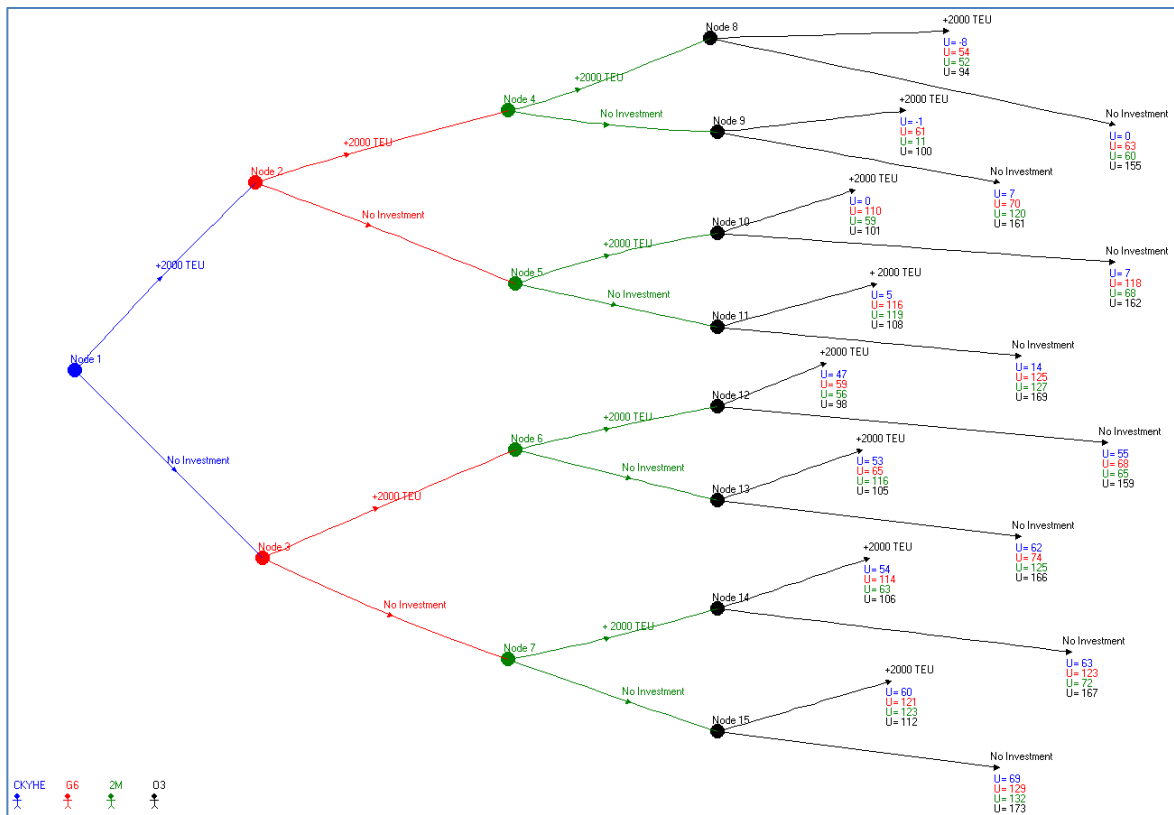 Node 8
+2000 TEU
U= -8
U= 54
U= 52
U= 94
+2000 TEU
Node 4
No Investment
U= 0
U= 63
U= 60
U= 155
No Investment
Node 9
+2000 TEU
U= -1
U= 61
U= 11
U= 100
No Investment
U= 7
U= 70
U= 120
U= 161
+2000 TEU
Node 2
No Investment
Node 10
+2000 TEU
U= 0
U= 110
U= 59
U= 101
No Investment
U= 7
U= 118
U= 68
U= 162
+2000 TEU
Node 5
No Investment
Node 11
+ 2000 TEU
U= 5
U= 116
U= 119
U= 108
No Investment
U= 14
U= 125
U= 127
U= 169
+2000 TEU
Node 1
No Investment
Node 12
+2000 TEU
U= 47
U= 59
U= 56
U= 98
No Investment
U= 55
U= 68
U= 65
U= 159
+2000 TEU
Node 6
No Investment
Node 13
+2000 TEU
U= 53
U= 65
U= 116
U= 105
No Investment
U= 62
U= 74
U= 125
U= 166
+2000 TEU
Node 3
No Investment
Node 14
+2000 TEU
U= 54
U= 114
U= 63
U= 106
No Investment
U= 63
U= 123
U= 72
U= 167
+ 2000 TEU
Node 7
No Investment
Node 15
+2000 TEU
U= 60
U= 121
U= 123
U= 112
No Investment
U= 69
U= 129
U= 132
U= 173
CKYHE G6 2M O3